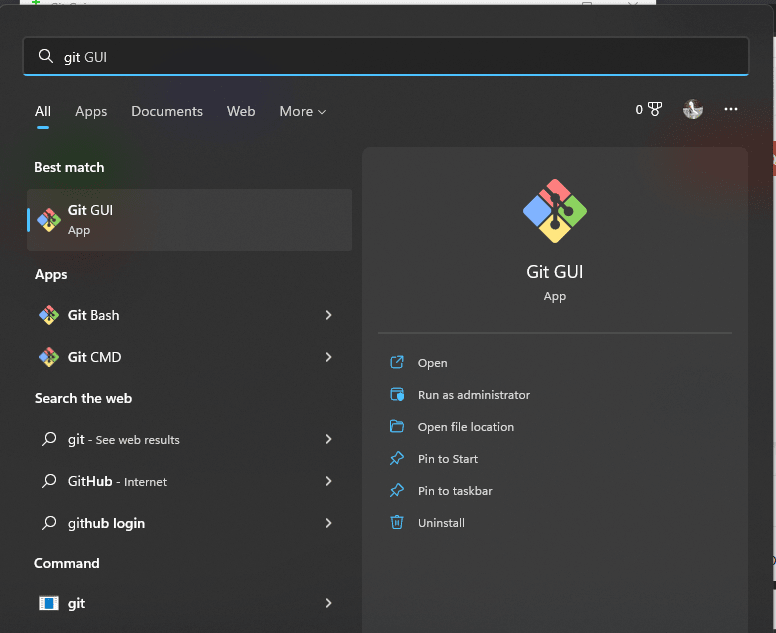 git GUI
All Apps Documents Web More 0
Best match
Git GUI
App
Apps
Git Bash
Git CMD
Search the web
git - See web results
GitHub - Internet
github login
Command
git
Git GUI
App
Open
Run as administrator
Open file location
Pin to Start
Pin to taskbar
Uninstall